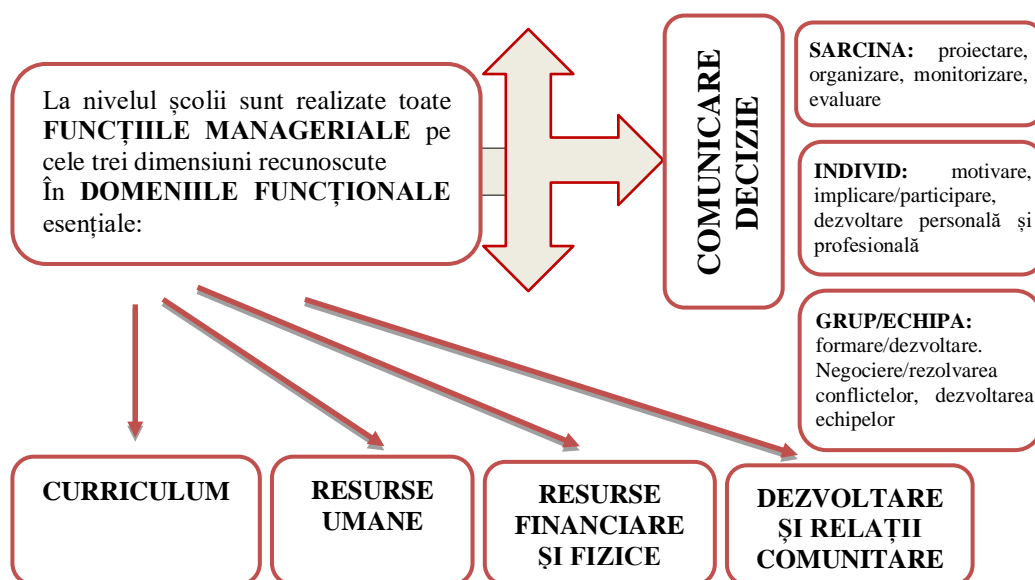 La nivelul școlii sunt realizate toate
FUNCȚIILE MANAGERIALE pe
cele trei dimensiuni recunoscute
În DOMENIILE FUNCȚIONALE
esențiale:
COMUNICARE
DECIZIE
SARCINA: proiectare,
organizare, monitorizare,
evaluare
INDIVID: motivare,
implicare/participare,
dezvoltare personală și
profesională
GRUP/ECHIPA:
formare/dezvoltare.
Negociere/rezolvarea
conflictelor, dezvoltarea
echipelor
CURRICULUM
RESURSE
UMANE
RESURSE
FINANCIARE
ȘI FIZICE
DEZVOLTARE
ȘI RELAȚII
COMUNITARE